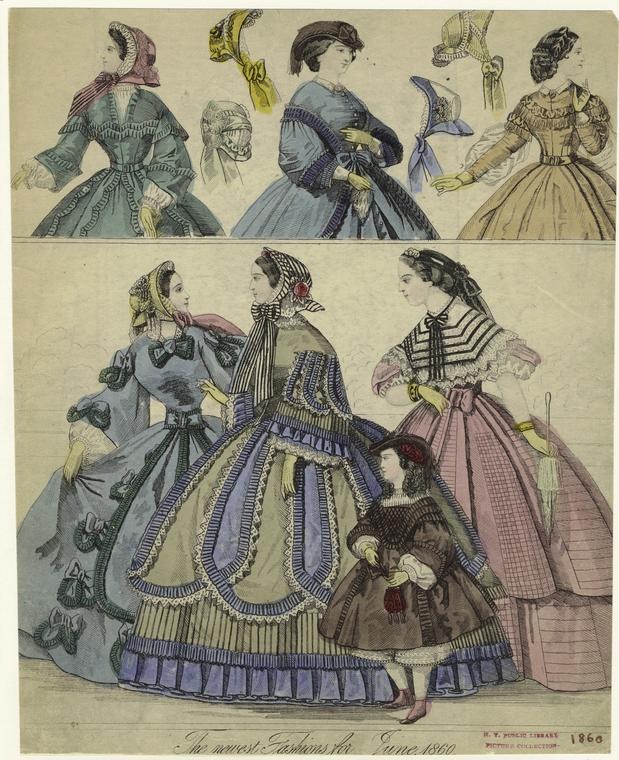 The newest Fashions for June 1860
N. Y. PUBLIC LIBRARY
PICTURE COLLECTION
1860